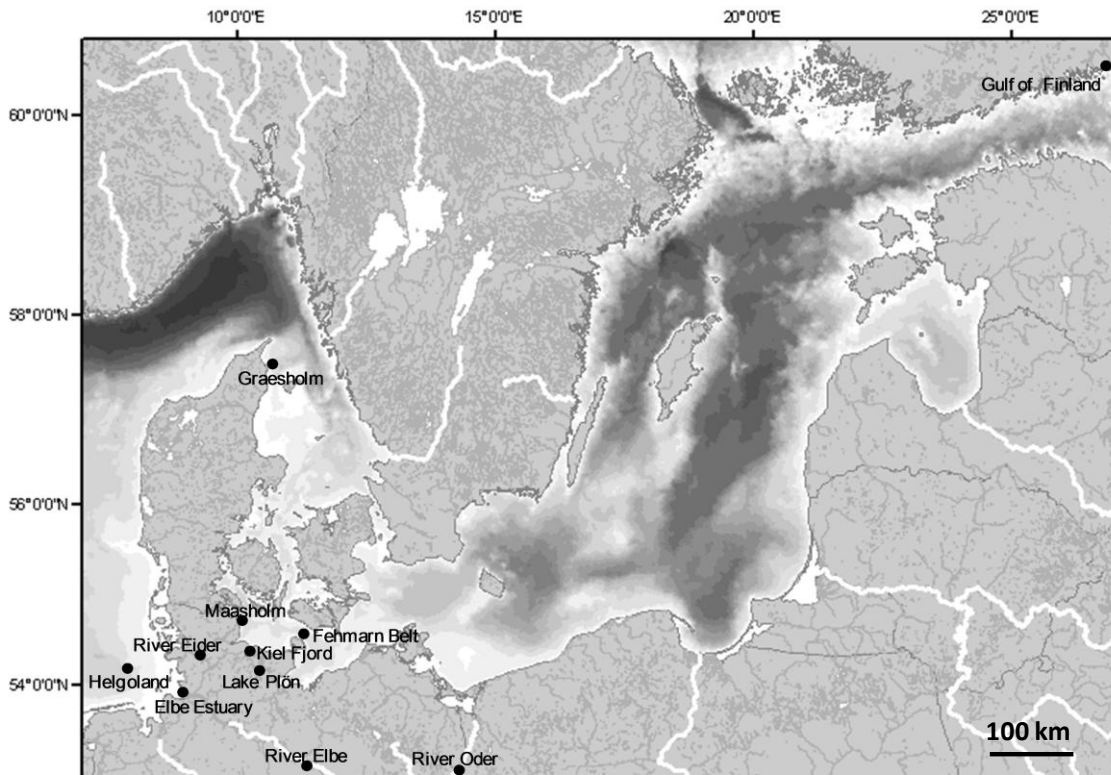 10°0'0"E
15°0'0"E
20°0'0"E
25°0'0"E
60°0'0"N
58°0'0"N
56°0'0"N
54°0'0"N
Gulf of Finland
Graesholm
Maasholm
Fehmarn Belt
River Eider
Kiel Fjord
Helgoland
Lake Plön
Elbe Estuary
River Elbe
River Oder
100 km